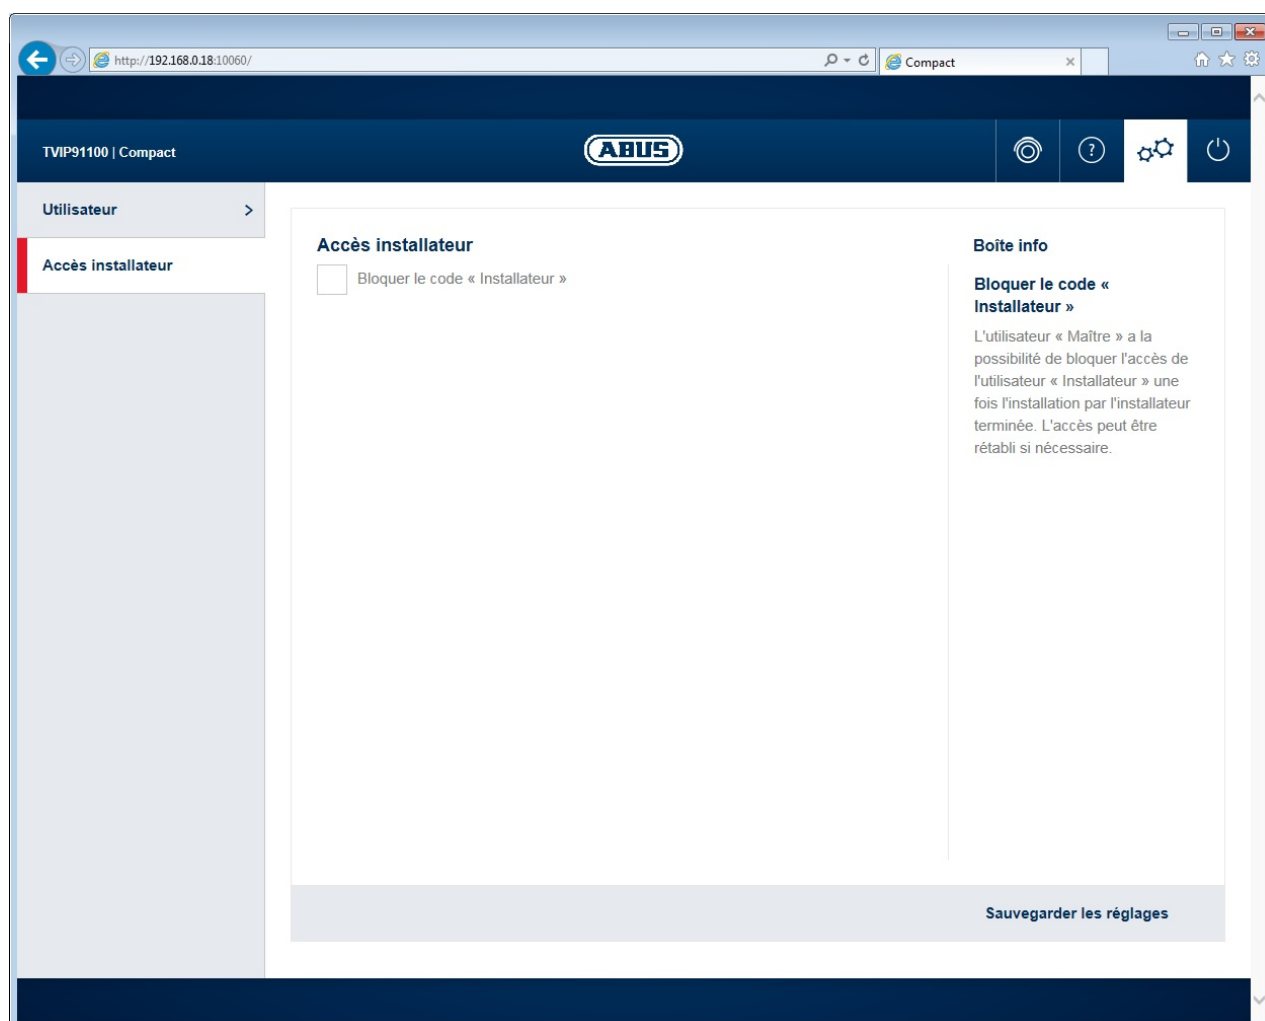 http://192.168.0.18:10060/
Compact
TVIP91100 | Compact
ABUS
Utilisateur
Accès installateur
Accès installateur
Bloquer le code « Installateur »
Boîte info
Bloquer le code «
Installateur »
L'utilisateur « Maître » a la
possibilité de bloquer l'accès de
l'utilisateur « Installateur » une
fois l'installation par l'installateur
terminée. L'accès peut être
rétabli si nécessaire.
Sauvegarder les réglages